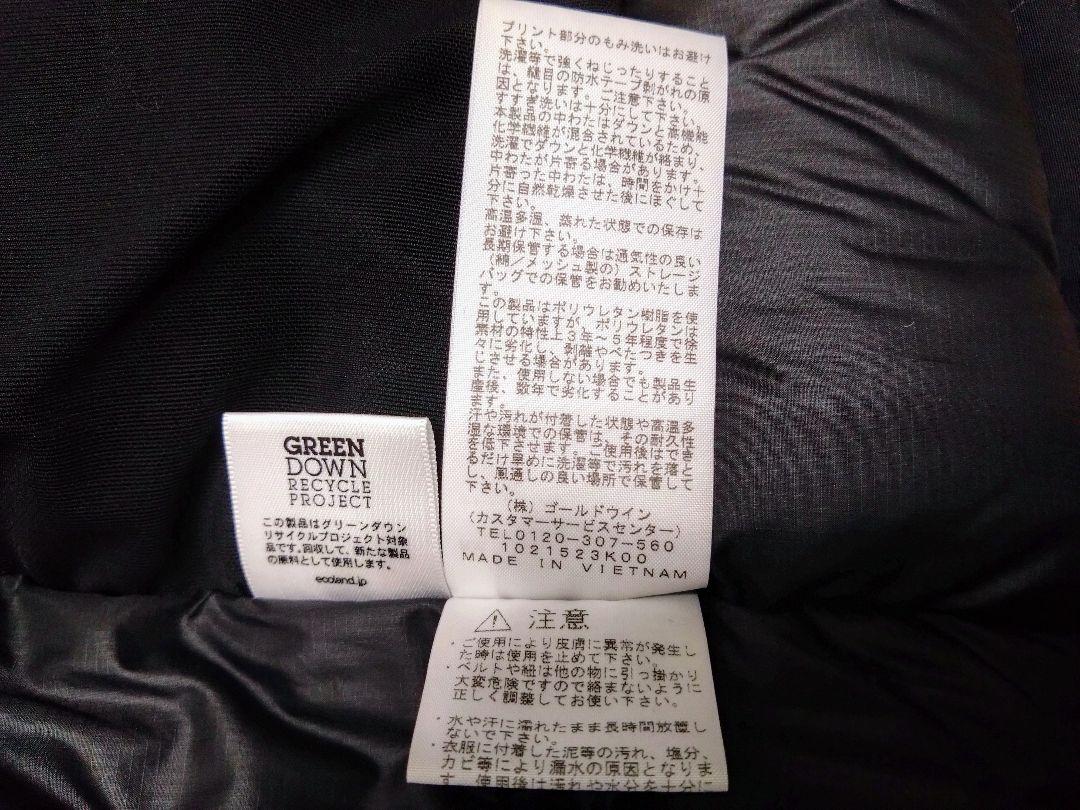 プリント部分のもみ洗いはお避け
下さい。
洗濯等で強くねじったりすること
は、縫目の防水テープ剥がれの原
因となります。ご注意下さい。
すすぎ洗いは十分にして下さい。
本製品の中わたはダウンと高機能
化学繊維が混合されているため、
洗濯でダウンと化学繊維が絡まり、
中わたが片寄る場合があります。
片寄った中わたは、時間をかけ十
分に自然乾燥させた後にほぐして
下さい。
高温多湿、蒸れた状態での保存は
お避け下さい。
長期保管する場合は通気性の良い
(綿/メッシュ製の)ストレージ
バッグでの保管をお勧めいたしま
す。
この製品はポリウレタン樹脂を使
用していますが、ポリウレタンは
素材の特性上3年~5年程度で徐
々に劣化し、剥離やべたつきを生
じさせる場合があります。
また、使用しない場合でも製品生
産後、数年で劣化することがあり
ます。
汗や汚れが付着した状態や高温多
湿な環境での保管は、その耐久性
を低下させます。ご使用後はでき
るだけ早めに洗濯等で汚れを落と
し、風通しの良い場所で保管して
下さい。
(株)ゴールドウイン
(カスタマーサービスセンター)
TEL0120-307-560
1021523K00
MADE IN VIETNAM
GREEN
DOWN
RECYCLE
PROJECT
この製品はグリーンダウン
リサイクルプロジェクト対象
品です。回収して、新たな製品
の原料として使用します。
ecoland.jp
⚠ 注意
・ご使用により皮膚に異常が発生し
た時は使用を止めて下さい。
・ベルトや紐は他の物に引っ掛かり
大変危険ですので絡まないように
正しく調整してお使い下さい。
・水や汗に濡れたまま長時間放置し
ないで下さい。
・衣服に付着した泥等の汚れ、塩分、
カビ等により漏水の原因となりま
す。使用後は汚れや水分を十分に